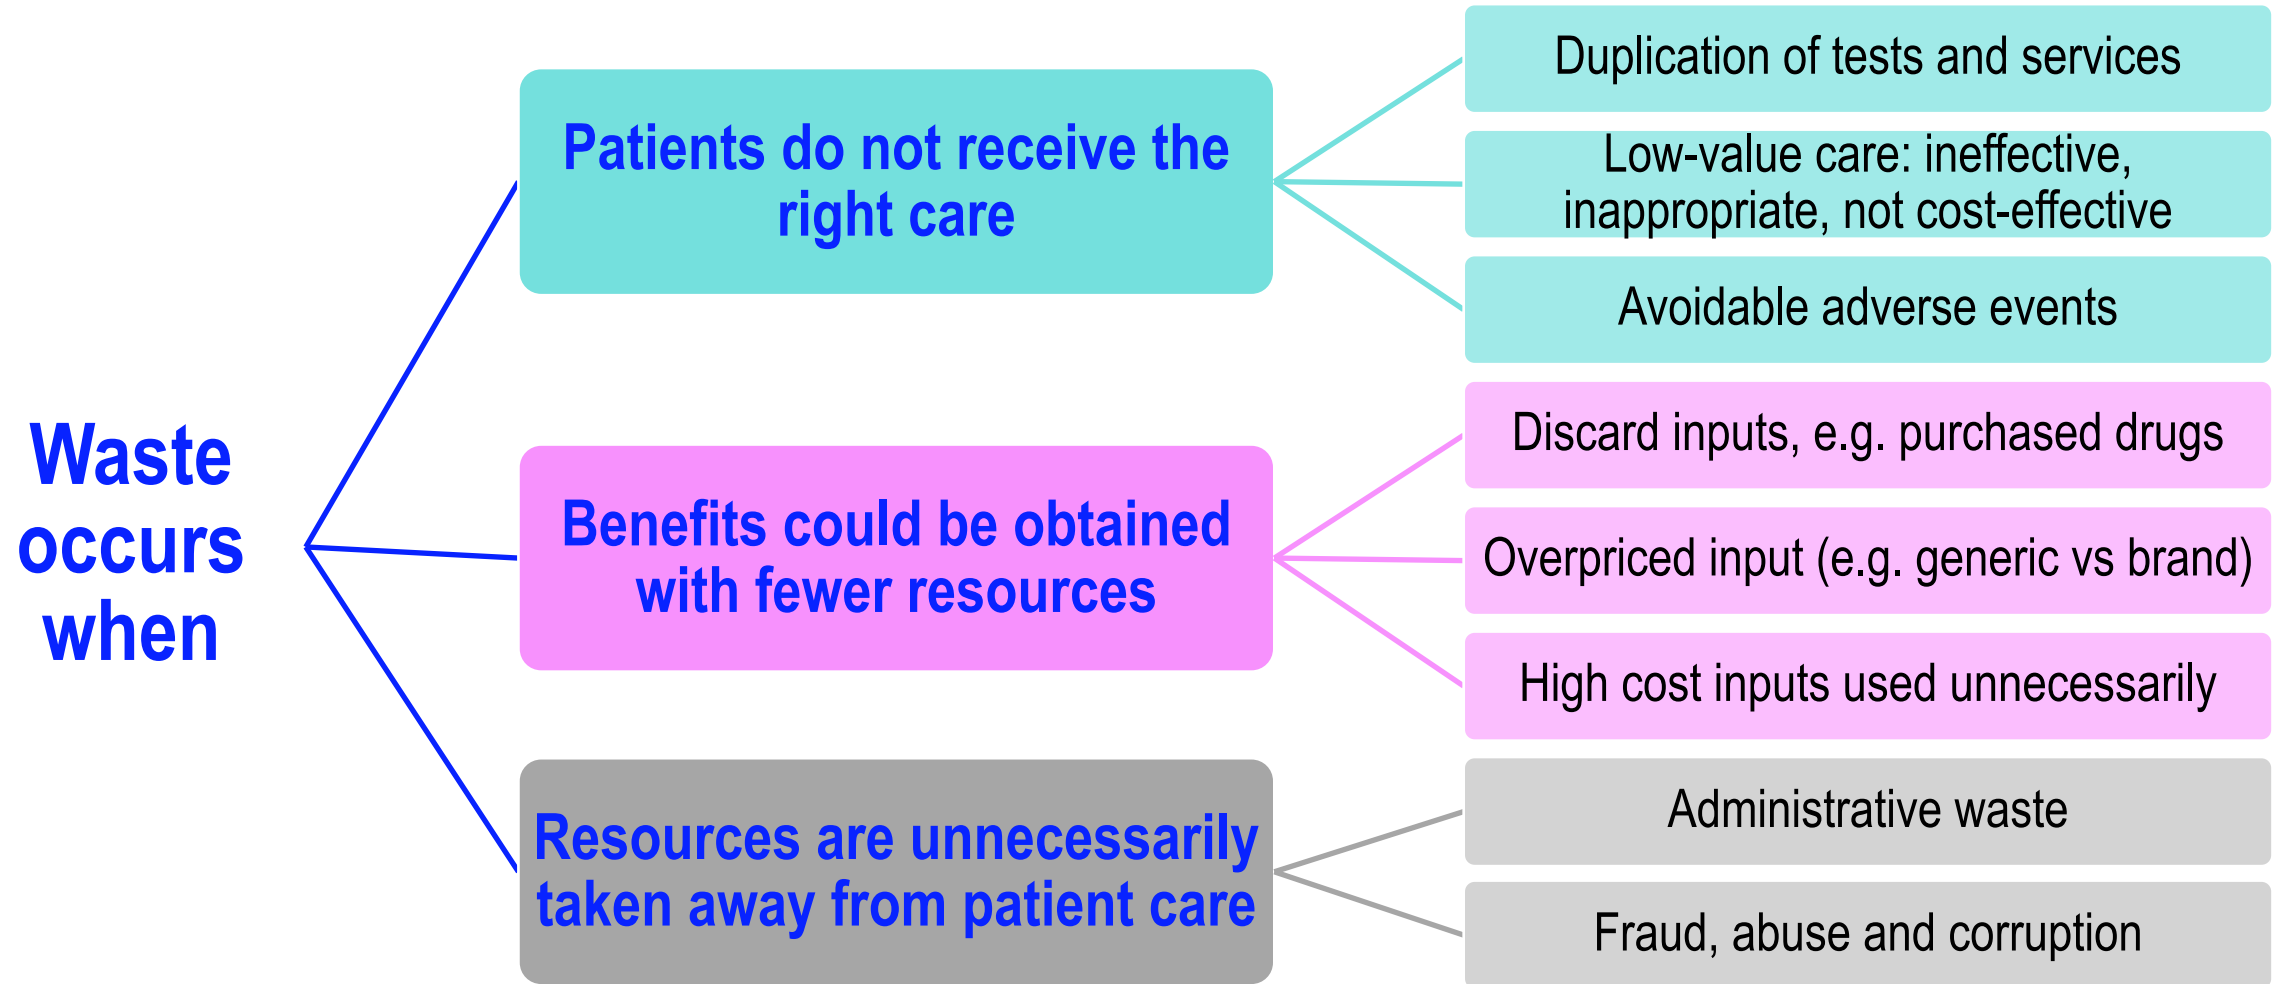 Waste
occurs
when
Patients do not receive the
right care
Duplication of tests and services
Low-value care: ineffective,
inappropriate, not cost-effective
Avoidable adverse events
Benefits could be obtained
with fewer resources
Discard inputs, e.g. purchased drugs
Overpriced input (e.g. generic vs brand)
High cost inputs used unnecessarily
Resources are unnecessarily
taken away from patient care
Administrative waste
Fraud, abuse and corruption